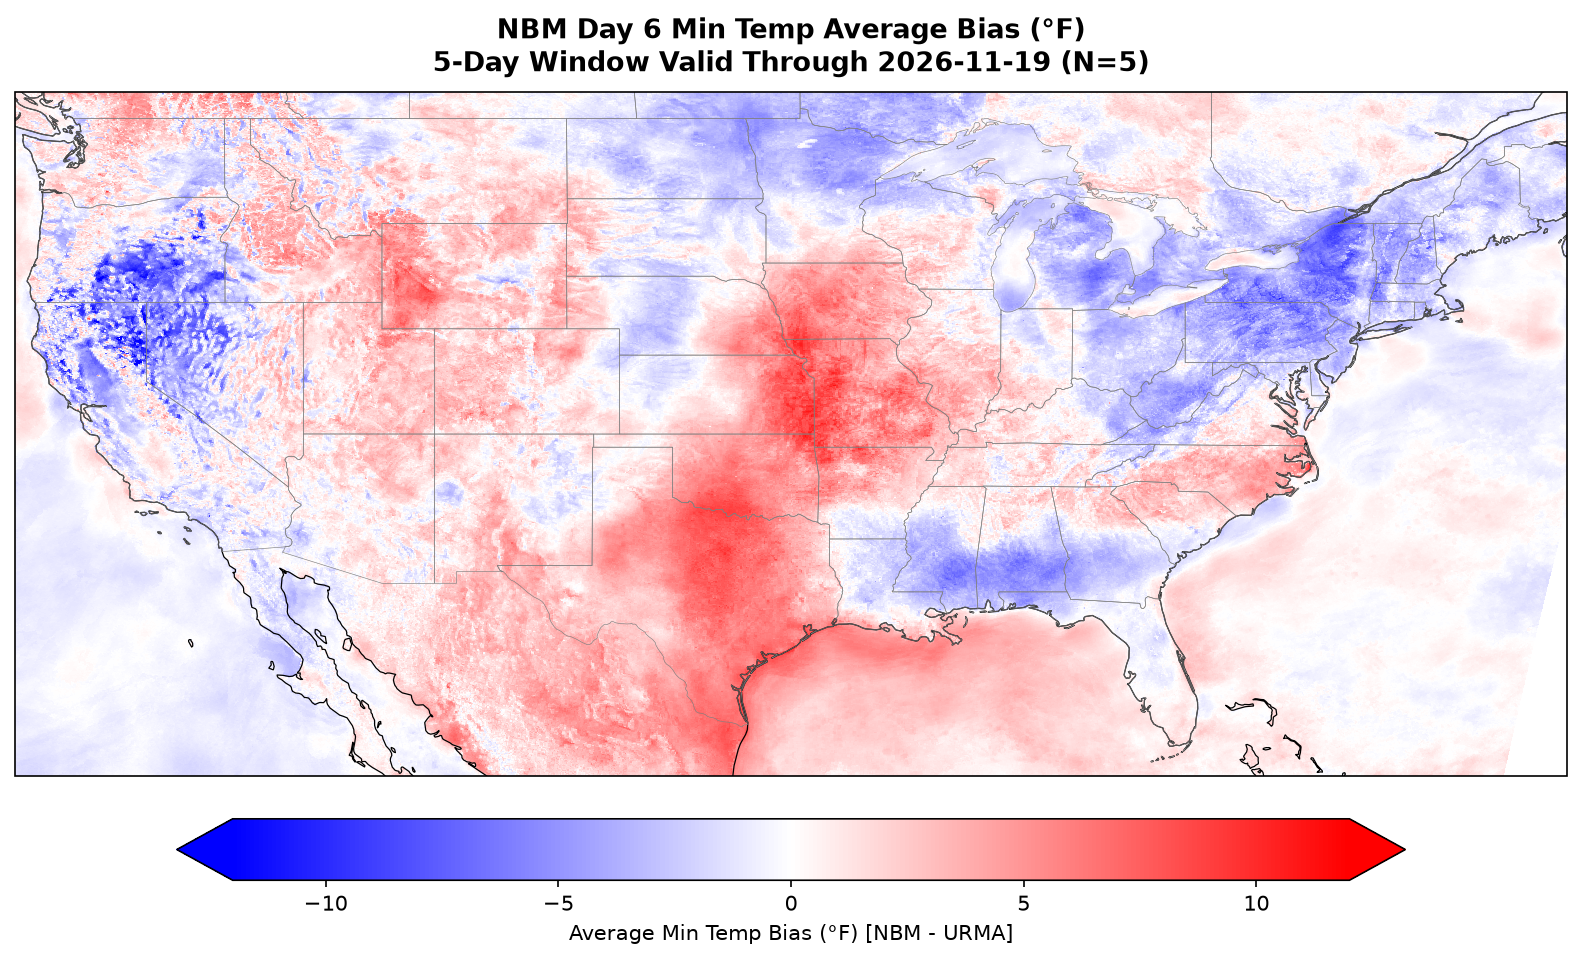 NBM Day 6 Min Temp Average Bias (°F)
5-Day Window Valid Through 2026-11-19 (N=5)
−10 −5 0 5 10
Average Min Temp Bias (°F) [NBM - URMA]